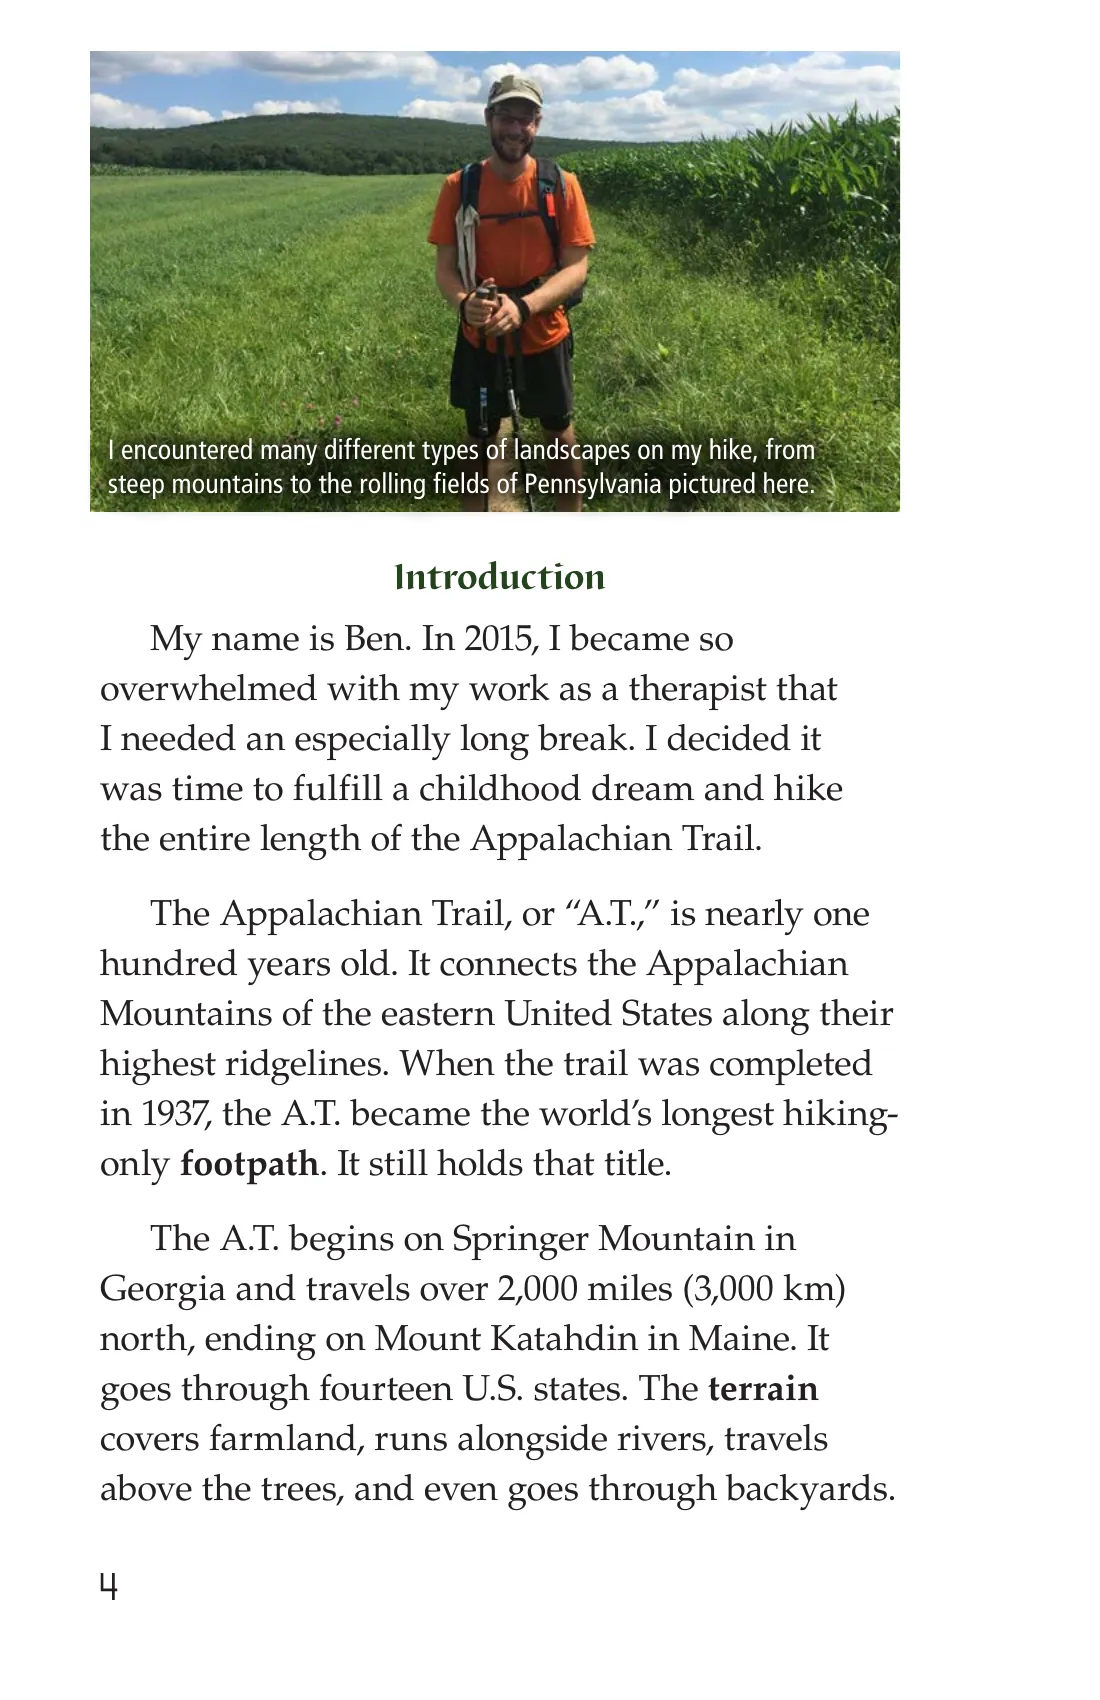 I encountered many different types of landscapes on my hike, from
steep mountains to the rolling fields of Pennsylvania pictured here.
Introduction
My name is Ben. In 2015, I became so
overwhelmed with my work as a therapist that
I needed an especially long break. I decided it
was time to fulfill a childhood dream and hike
the entire length of the Appalachian Trail.
The Appalachian Trail, or “A.T.,” is nearly one
hundred years old. It connects the Appalachian
Mountains of the eastern United States along their
highest ridgelines. When the trail was completed
in 1937, the A.T. became the world’s longest hiking-
only footpath. It still holds that title.
The A.T. begins on Springer Mountain in
Georgia and travels over 2,000 miles (3,000 km)
north, ending on Mount Katahdin in Maine. It
goes through fourteen U.S. states. The terrain
covers farmland, runs alongside rivers, travels
above the trees, and even goes through backyards.
4